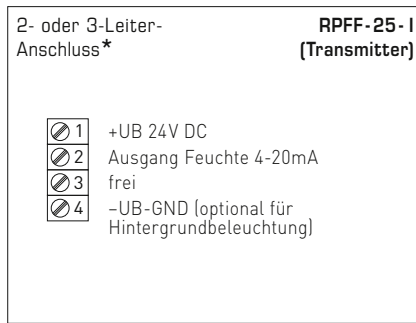 2- oder 3-Leiter-
Anschluss*
RPFF-25-I
(Transmitter)
1 +UB 24V DC
2 Ausgang Feuchte 4-20mA
3 frei
4 –UB-GND (optional für
Hintergrundbeleuchtung)